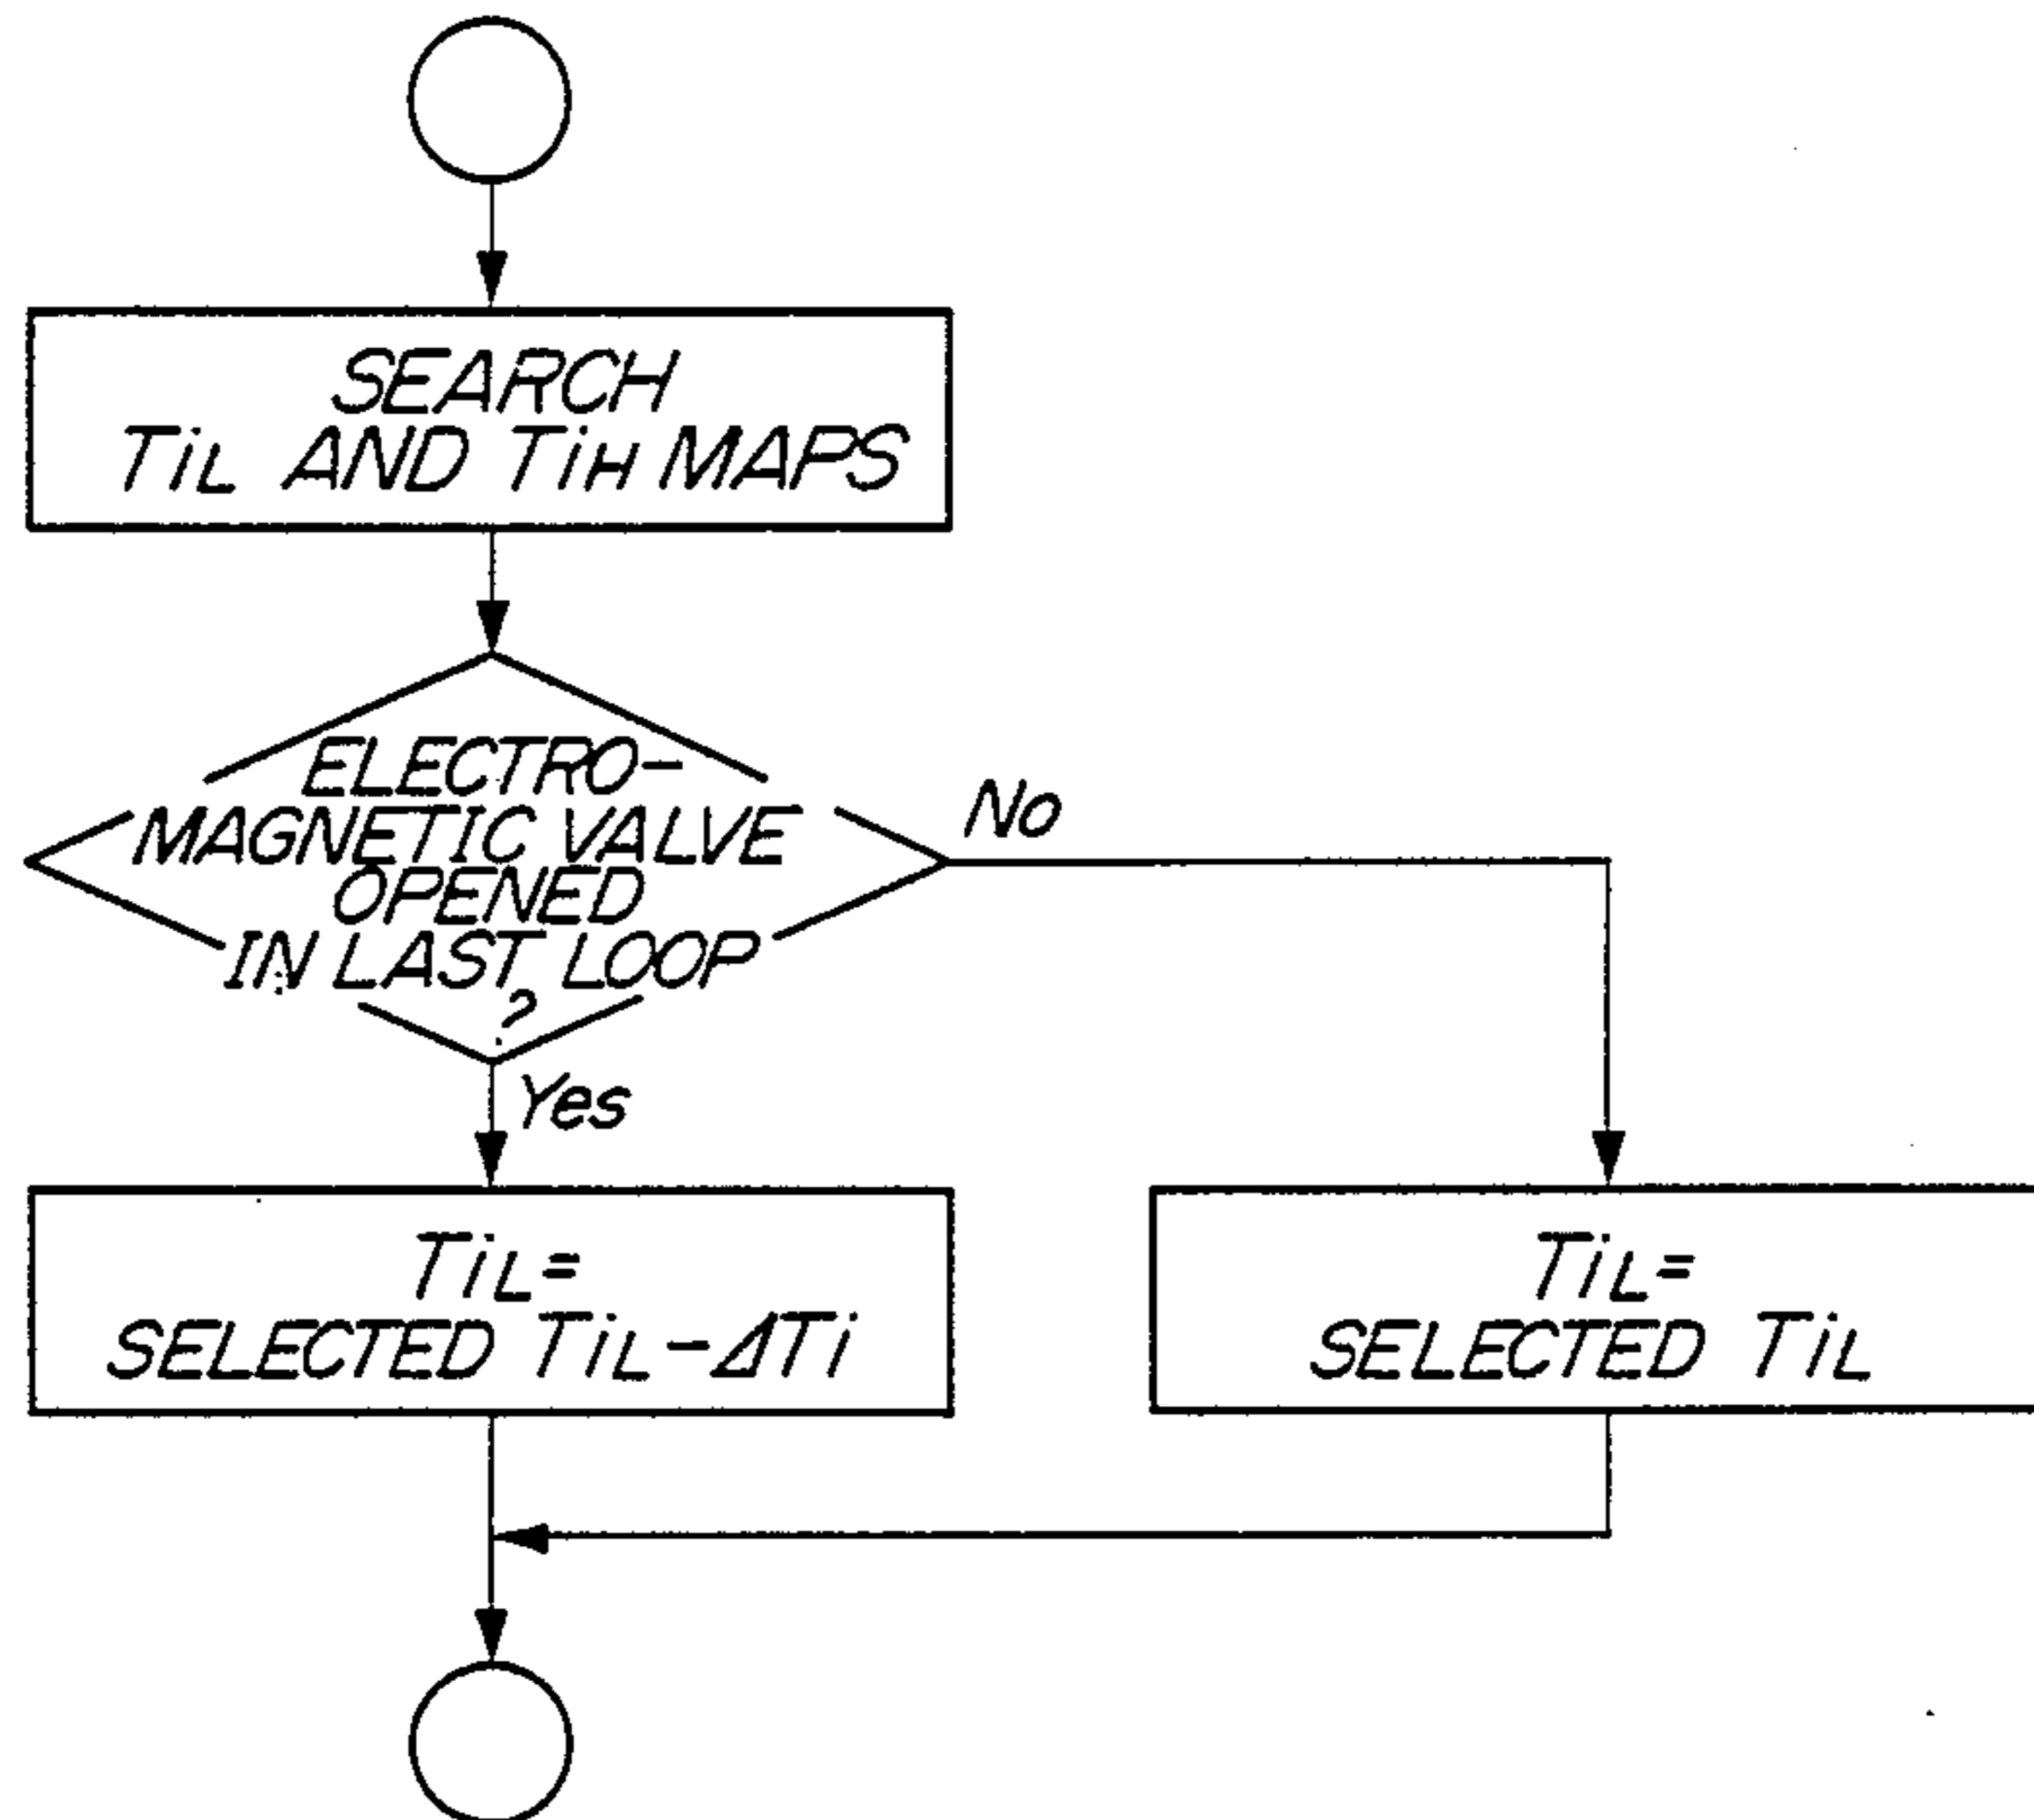 SEARCH
TiL AND TiH MAPS
ELECTRO-
MAGNETIC VALVE
OPENED
IN LAST LOOP
?
No
Yes
TiL=
SELECTED TiL-ΔTi
TiL=
SELECTED TiL